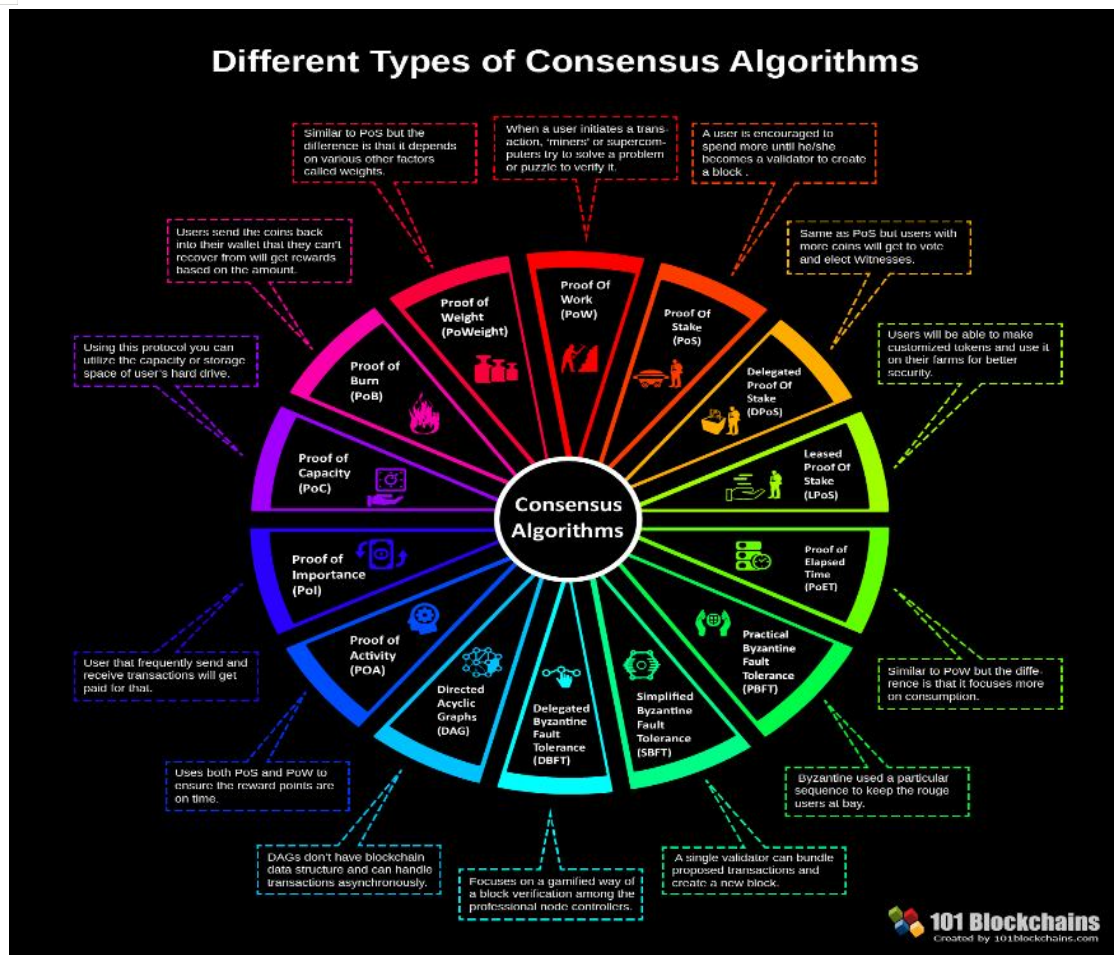 Different Types of Consensus Algorithms
Similar to PoS but the
difference is that it depends
on various other factors
called weights.
When a user initiates a trans-
action, 'miners' or supercom-
puters try to solve a problem
or puzzle to verify it.
A user is encouraged to
spend more until he/she
becomes a validator to create
a block .
Users send the coins back
into their wallet that they can't
recover from will get rewards
based on the amount.
Same as PoS but users with
more coins will get to vote
and elect Witnesses.
Using this protocol you can
utilize the capacity or storage
space of user's hard drive.
Users will be able to make
customized tokens and use it
on their farms for better
security.
Proof of
Weight
(PoWeight)
Proof Of
Work
(PoW)
Proof Of
Stake
(PoS)
Proof of
Burn
(PoB)
Delegated
Proof Of
Stake
(DPoS)
Proof of
Capacity
(PoC)
Leased
Proof Of
Stake
(LPoS)
Consensus
Algorithms
Proof of
Importance
(PoI)
Proof of
Elapsed
Time
(PoET)
Proof of
Activity
(POA)
Practical
Byzantine
Fault
Tolerance
(PBFT)
Directed
Acyclic
Graphs
(DAG)
Delegated
Byzantine
Fault
Tolerance
(DBFT)
Simplified
Byzantine
Fault
Tolerance
(SBFT)
User that frequently send and
receive transactions will get
paid for that.
Similar to PoW but the diffe-
rence is that it focuses more
on consumption.
Uses both PoS and PoW to
ensure the reward points are
on time.
Byzantine used a particular
sequence to keep the rouge
users at bay.
DAGs don't have blockchain
data structure and can handle
transactions asynchronously.
Focuses on a gamified way of
a block verification among the
professional node controllers.
A single validator can bundle
proposed transactions and
create a new block.
101 Blockchains
Created by 101blockchains.com